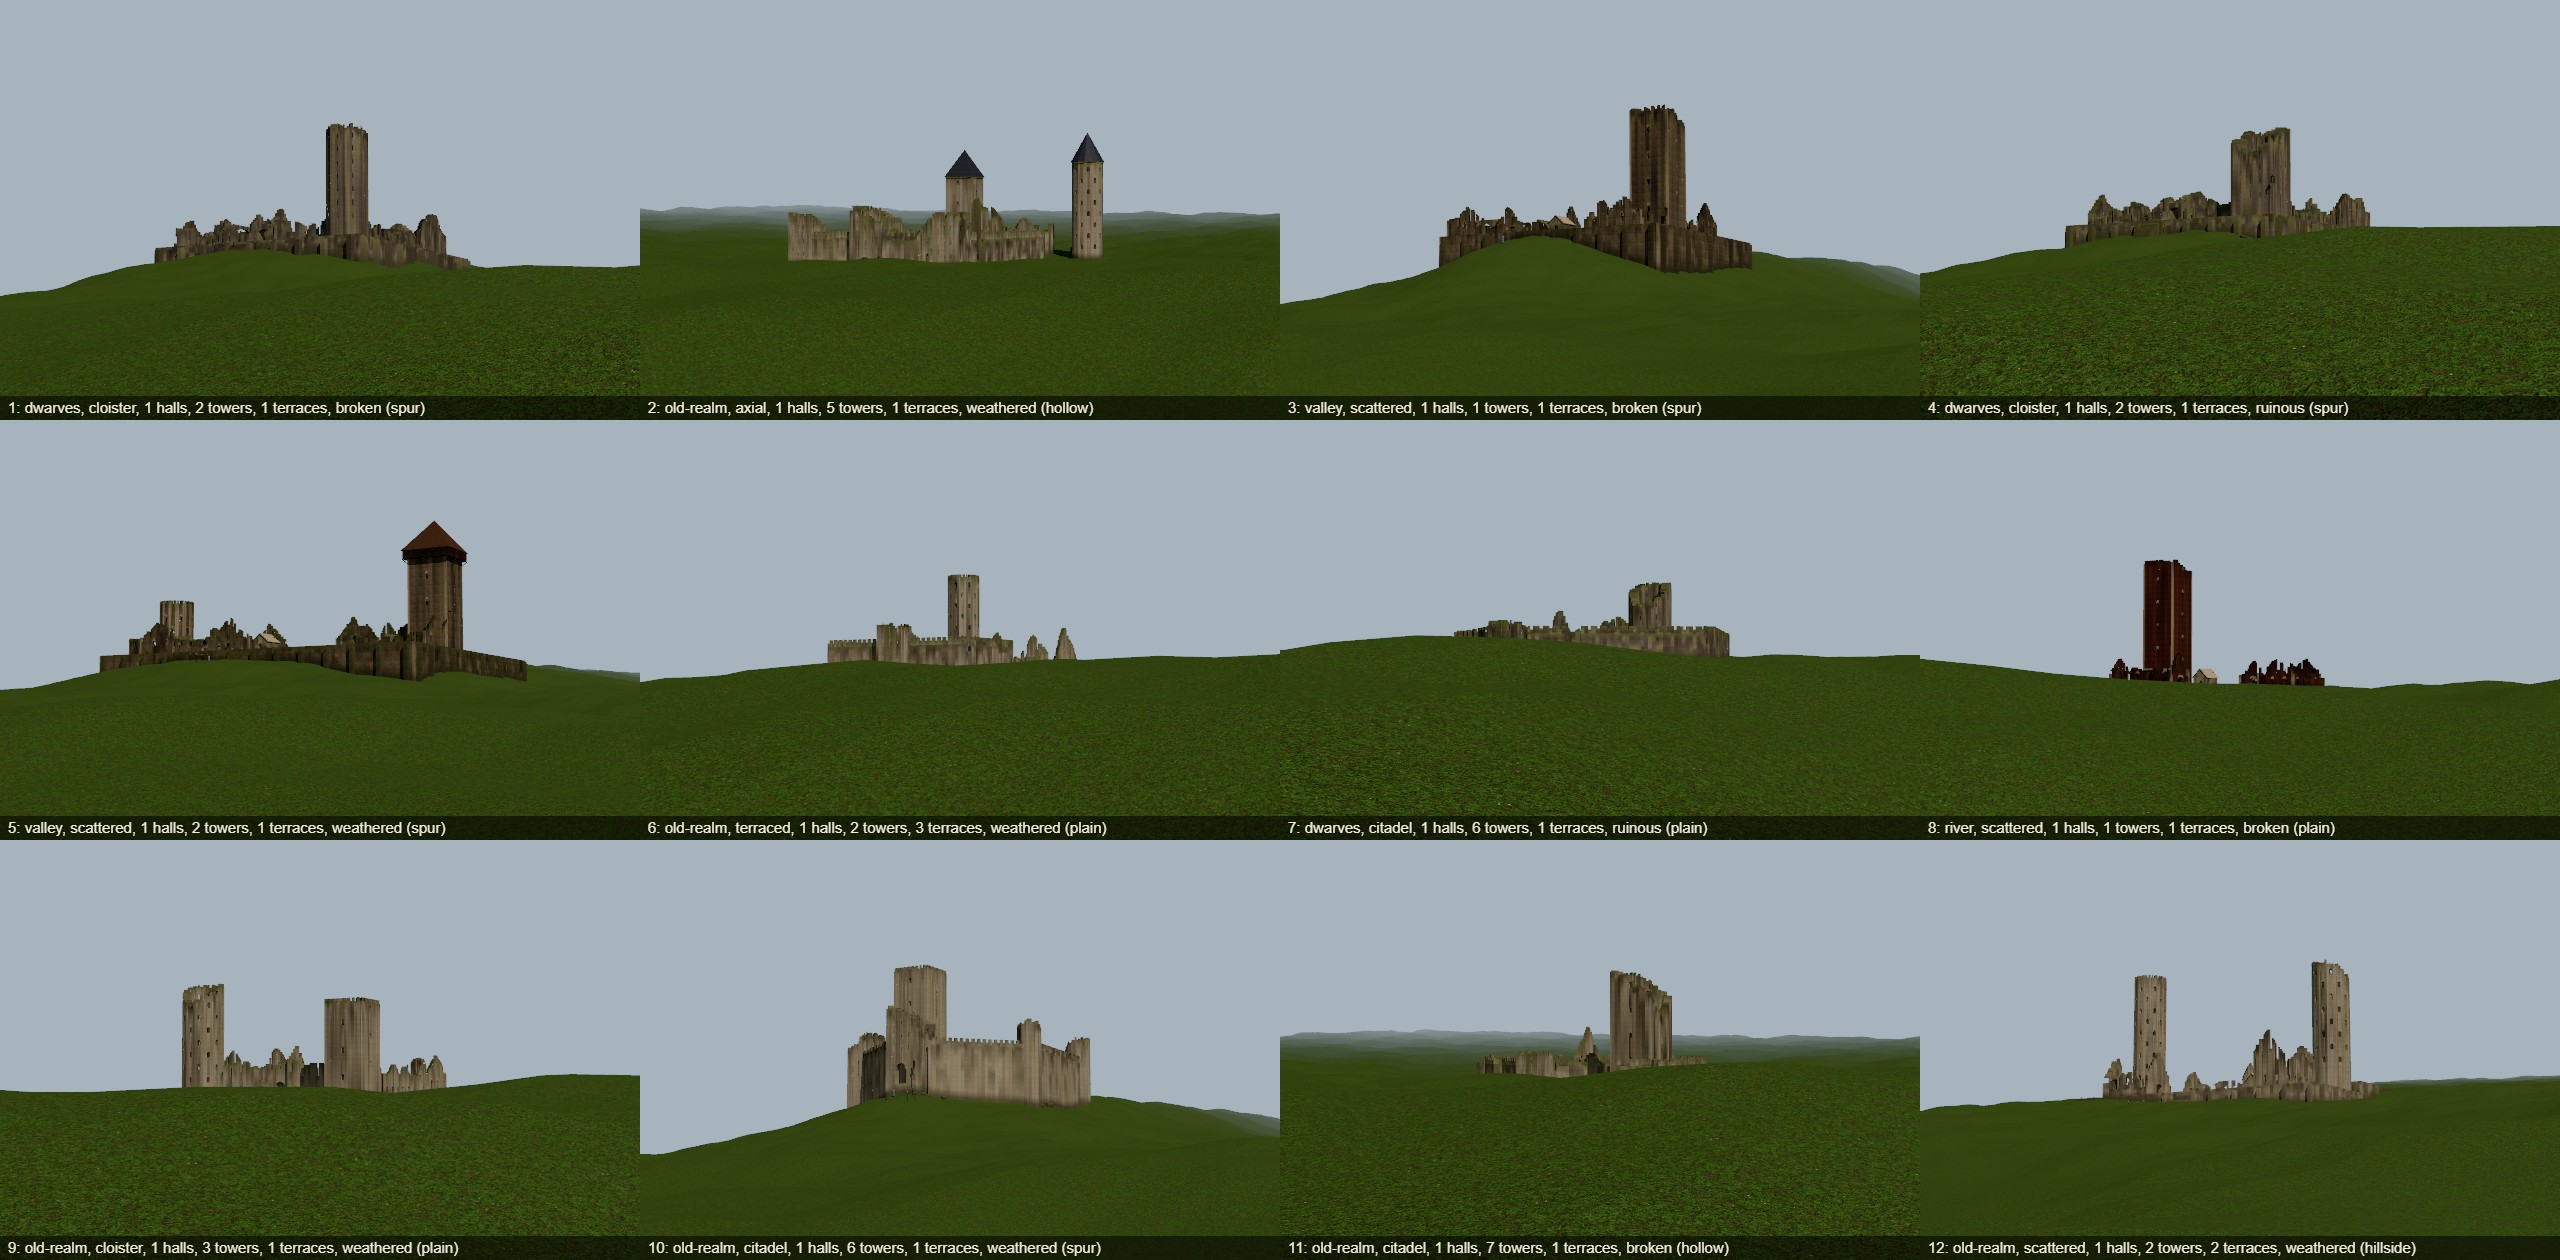 1: dwarves, cloister, 1 halls, 2 towers, 1 terraces, broken (spur)
2: old-realm, axial, 1 halls, 5 towers, 1 terraces, weathered (hollow)
3: valley, scattered, 1 halls, 1 towers, 1 terraces, broken (spur)
4: dwarves, cloister, 1 halls, 2 towers, 1 terraces, ruinous (spur)
5: valley, scattered, 1 halls, 2 towers, 1 terraces, weathered (spur)
6: old-realm, terraced, 1 halls, 2 towers, 3 terraces, weathered (plain)
7: dwarves, citadel, 1 halls, 6 towers, 1 terraces, ruinous (plain)
8: river, scattered, 1 halls, 1 towers, 1 terraces, broken (plain)
9: old-realm, cloister, 1 halls, 3 towers, 1 terraces, weathered (plain)
10: old-realm, citadel, 1 halls, 6 towers, 1 terraces, weathered (spur)
11: old-realm, citadel, 1 halls, 7 towers, 1 terraces, broken (hollow)
12: old-realm, scattered, 1 halls, 2 towers, 2 terraces, weathered (hillside)